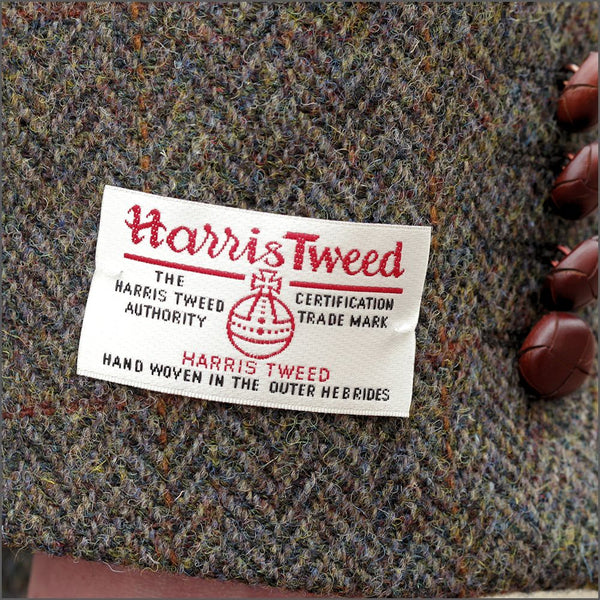 Harris Tweed
THE HARRIS TWEED AUTHORITY
CERTIFICATION TRADE MARK
HARRIS TWEED
HAND WOVEN IN THE OUTER HEBRIDES